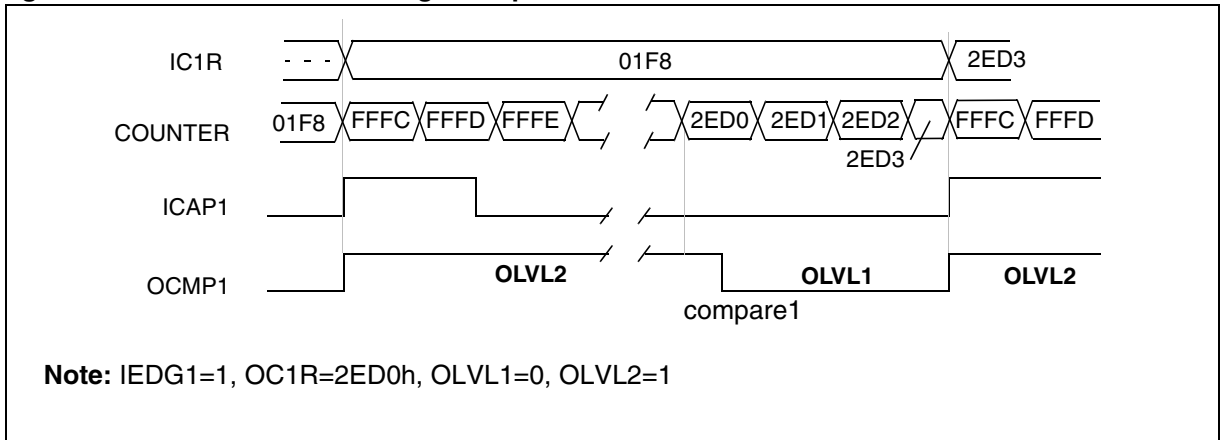 IC1R - - - 01F8 2ED3
COUNTER 01F8 FFFC FFFD FFFE 2ED0 2ED1 2ED2 FFFC FFFD
2ED3
ICAP1
OCMP1 OLVL2 OLVL1 OLVL2
compare1
Note: IEDG1=1, OC1R=2ED0h, OLVL1=0, OLVL2=1